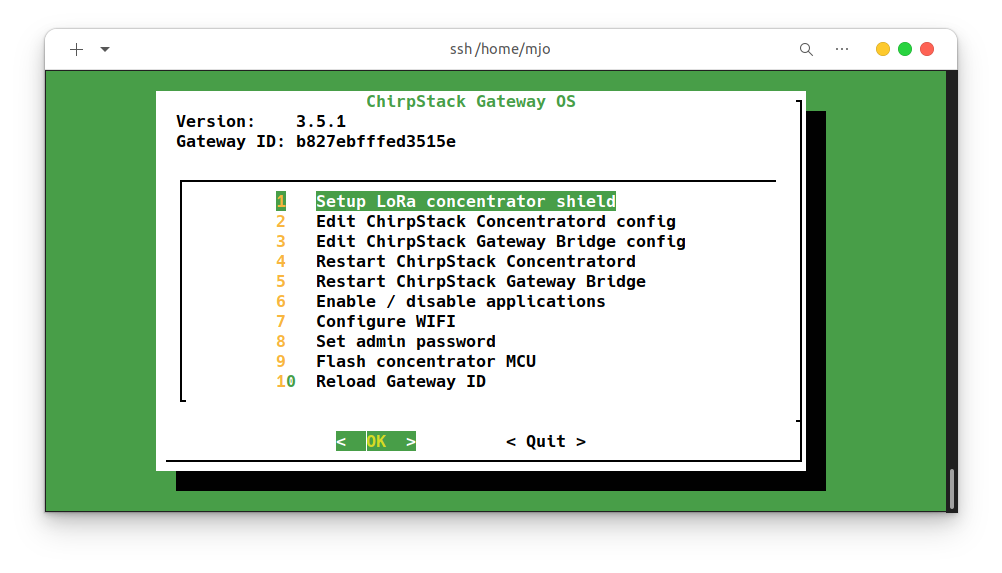 ssh /home/mjo
ChirpStack Gateway OS
Version: 3.5.1
Gateway ID: b827ebfffed3515e
1 Setup LoRa concentrator shield
2 Edit ChirpStack Concentratord config
3 Edit ChirpStack Gateway Bridge config
4 Restart ChirpStack Concentratord
5 Restart ChirpStack Gateway Bridge
6 Enable / disable applications
7 Configure WIFI
8 Set admin password
9 Flash concentrator MCU
10 Reload Gateway ID
< OK > < Quit >